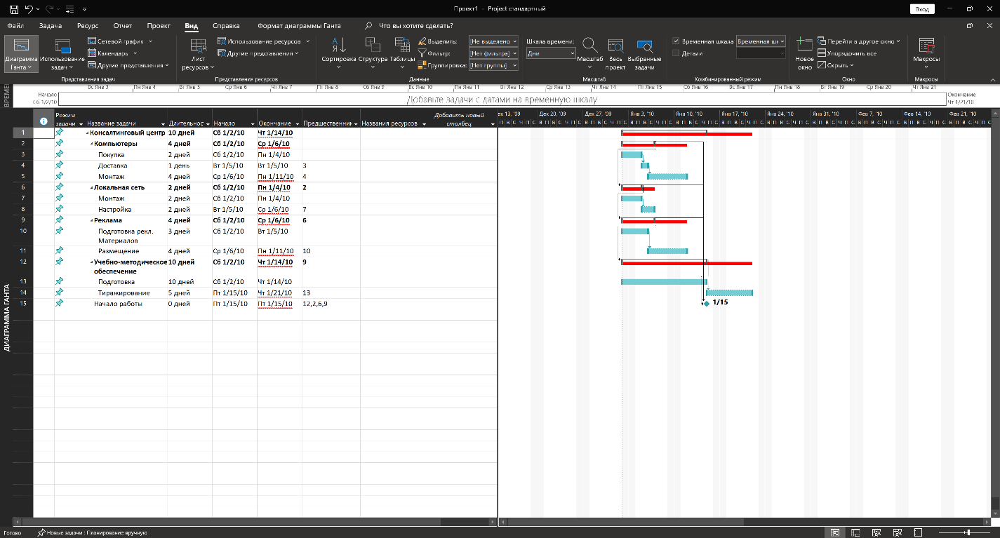 Проект1 - Project стандартный
Вход
Файл Задача Ресурс Отчет Проект Вид Справка Формат диаграммы Ганта Что вы хотите сделать?
Диаграмма Ганта
Использование задач
Сетевой график
Календарь
Другие представления
Представления задач
Лист ресурсов
Использование ресурсов
Другие представления
Представления ресурсов
Сортировка
Структура
Таблицы
Выделить: [Не выделено
Фильтр: [Нет фильтра]
Группировка: [Нет группы]
Данные
Шкала времени:
Дни
Масштаб
Весь проект
Выбранные задачи
Масштаб
Временная шкала Временная шк
Детали
Комбинированный режим
Новое окно
Перейти в другое окно
Упорядочить все
Скрыть
Окно
Макросы
Макросы
ВРЕМЕ
Вс Янв 3 Пн Янв 4 Вт Янв 5 Ср Янв 6 Чт Янв 7 Пт Янв 8 Сб Янв 9 Вс Янв 10 Пн Янв 11 Вт Янв 12 Ср Янв 13 Чт Янв 14 Пт Янв 15 Сб Янв 16 Вс Янв 17 Пн Янв 18 Вт Янв 19 Ср Янв 20 Чт Янв 21
Начало
Сб 1/2/10
Добавьте задачи с датами на временную шкалу
Окончание
Чт 1/21/10
ДИАГРАММА ГАНТА
Режим задачи Название задачи Длительнос Начало Окончание Предшественник Названия ресурсов Добавить новый столбец
1 Консалтинговый центр 10 дней Сб 1/2/10 Чт 1/14/10
2 Компьютеры 4 дней Сб 1/2/10 Ср 1/6/10
3 Покупка 2 дней Сб 1/2/10 Пн 1/4/10
4 Доставка 1 день Вт 1/5/10 Вт 1/5/10 3
5 Монтаж 4 дней Ср 1/6/10 Пн 1/11/10 4
6 Локальная сеть 2 дней Сб 1/2/10 Пн 1/4/10 2
7 Монтаж 2 дней Сб 1/2/10 Пн 1/4/10
8 Настройка 2 дней Вт 1/5/10 Ср 1/6/10 7
9 Реклама 4 дней Сб 1/2/10 Ср 1/6/10 6
10 Подготовка рекл. Материалов 3 дней Сб 1/2/10 Вт 1/5/10
11 Размещение 4 дней Ср 1/6/10 Пн 1/11/10 10
12 Учебно-методическое обеспечение 10 дней Сб 1/2/10 Чт 1/14/10 9
13 Подготовка 10 дней Сб 1/2/10 Чт 1/14/10
14 Тиражирование 5 дней Пт 1/15/10 Чт 1/21/10 13
15 Начало работы 0 дней Пт 1/15/10 Пт 1/15/10 12,2,6,9
ек 13, '09 Дек 20, '09 Дек 27, '09 Янв 3, '10 Янв 10, '10 Янв 17, '10 Янв 24, '10 Янв 31, '10 Фев 7, '10 Фев 14, '10 Фев 21, '10
1/15
Готово
Новые задачи : Планирование вручную